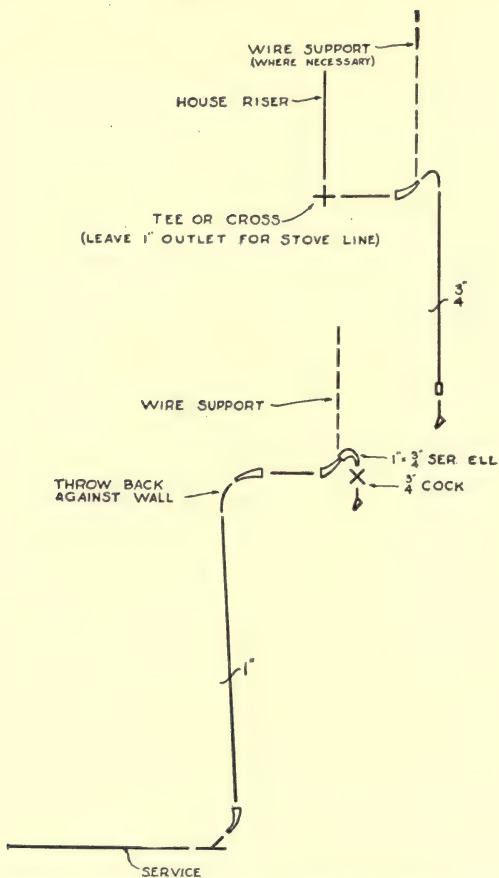 WIRE SUPPORT
(WHERE NECESSARY)
HOUSE RISER
TEE OR CROSS
(LEAVE 1" OUTLET FOR STOVE LINE)
3/4"
WIRE SUPPORT
1" x 3/4" SER. ELL
3/4" COCK
THROW BACK
AGAINST WALL
1"
SERVICE